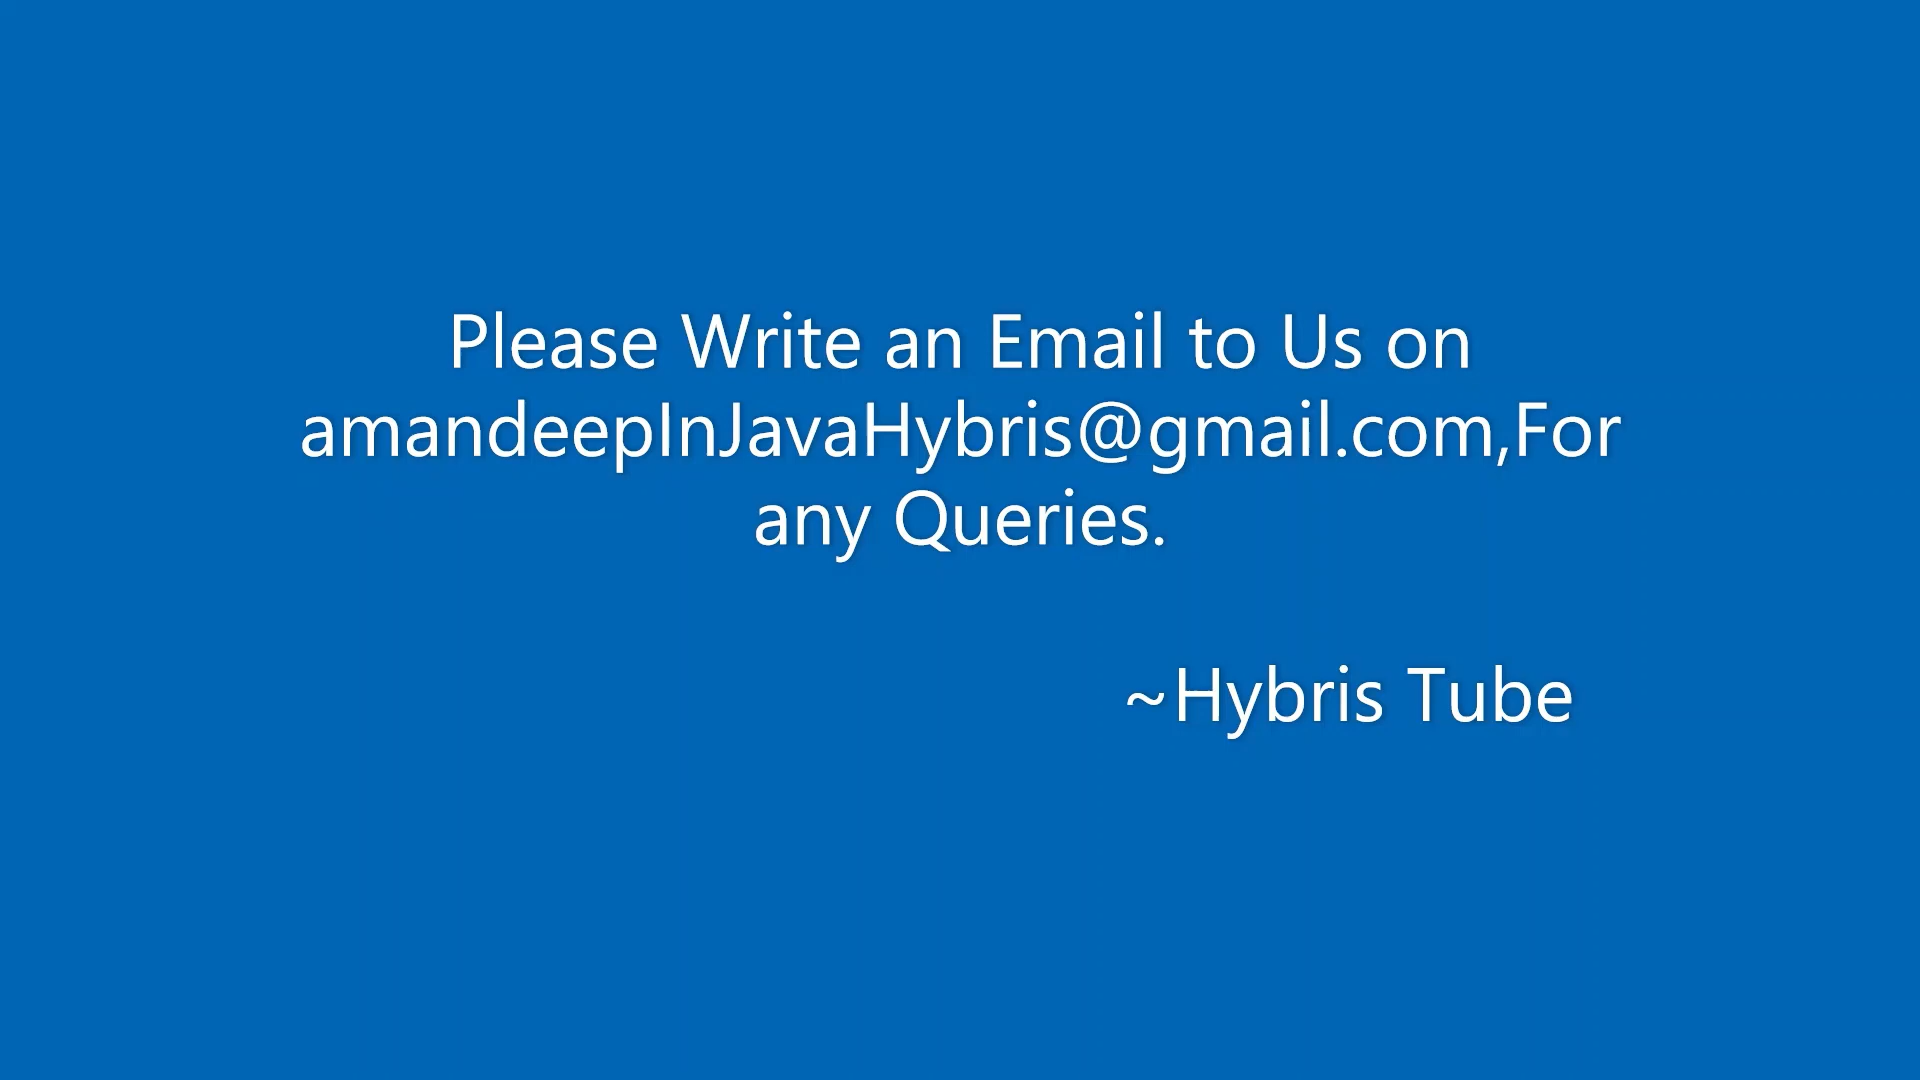 Please Write an Email to Us on
amandeepInJavaHybris@gmail.com,For
any Queries.
~Hybris Tube